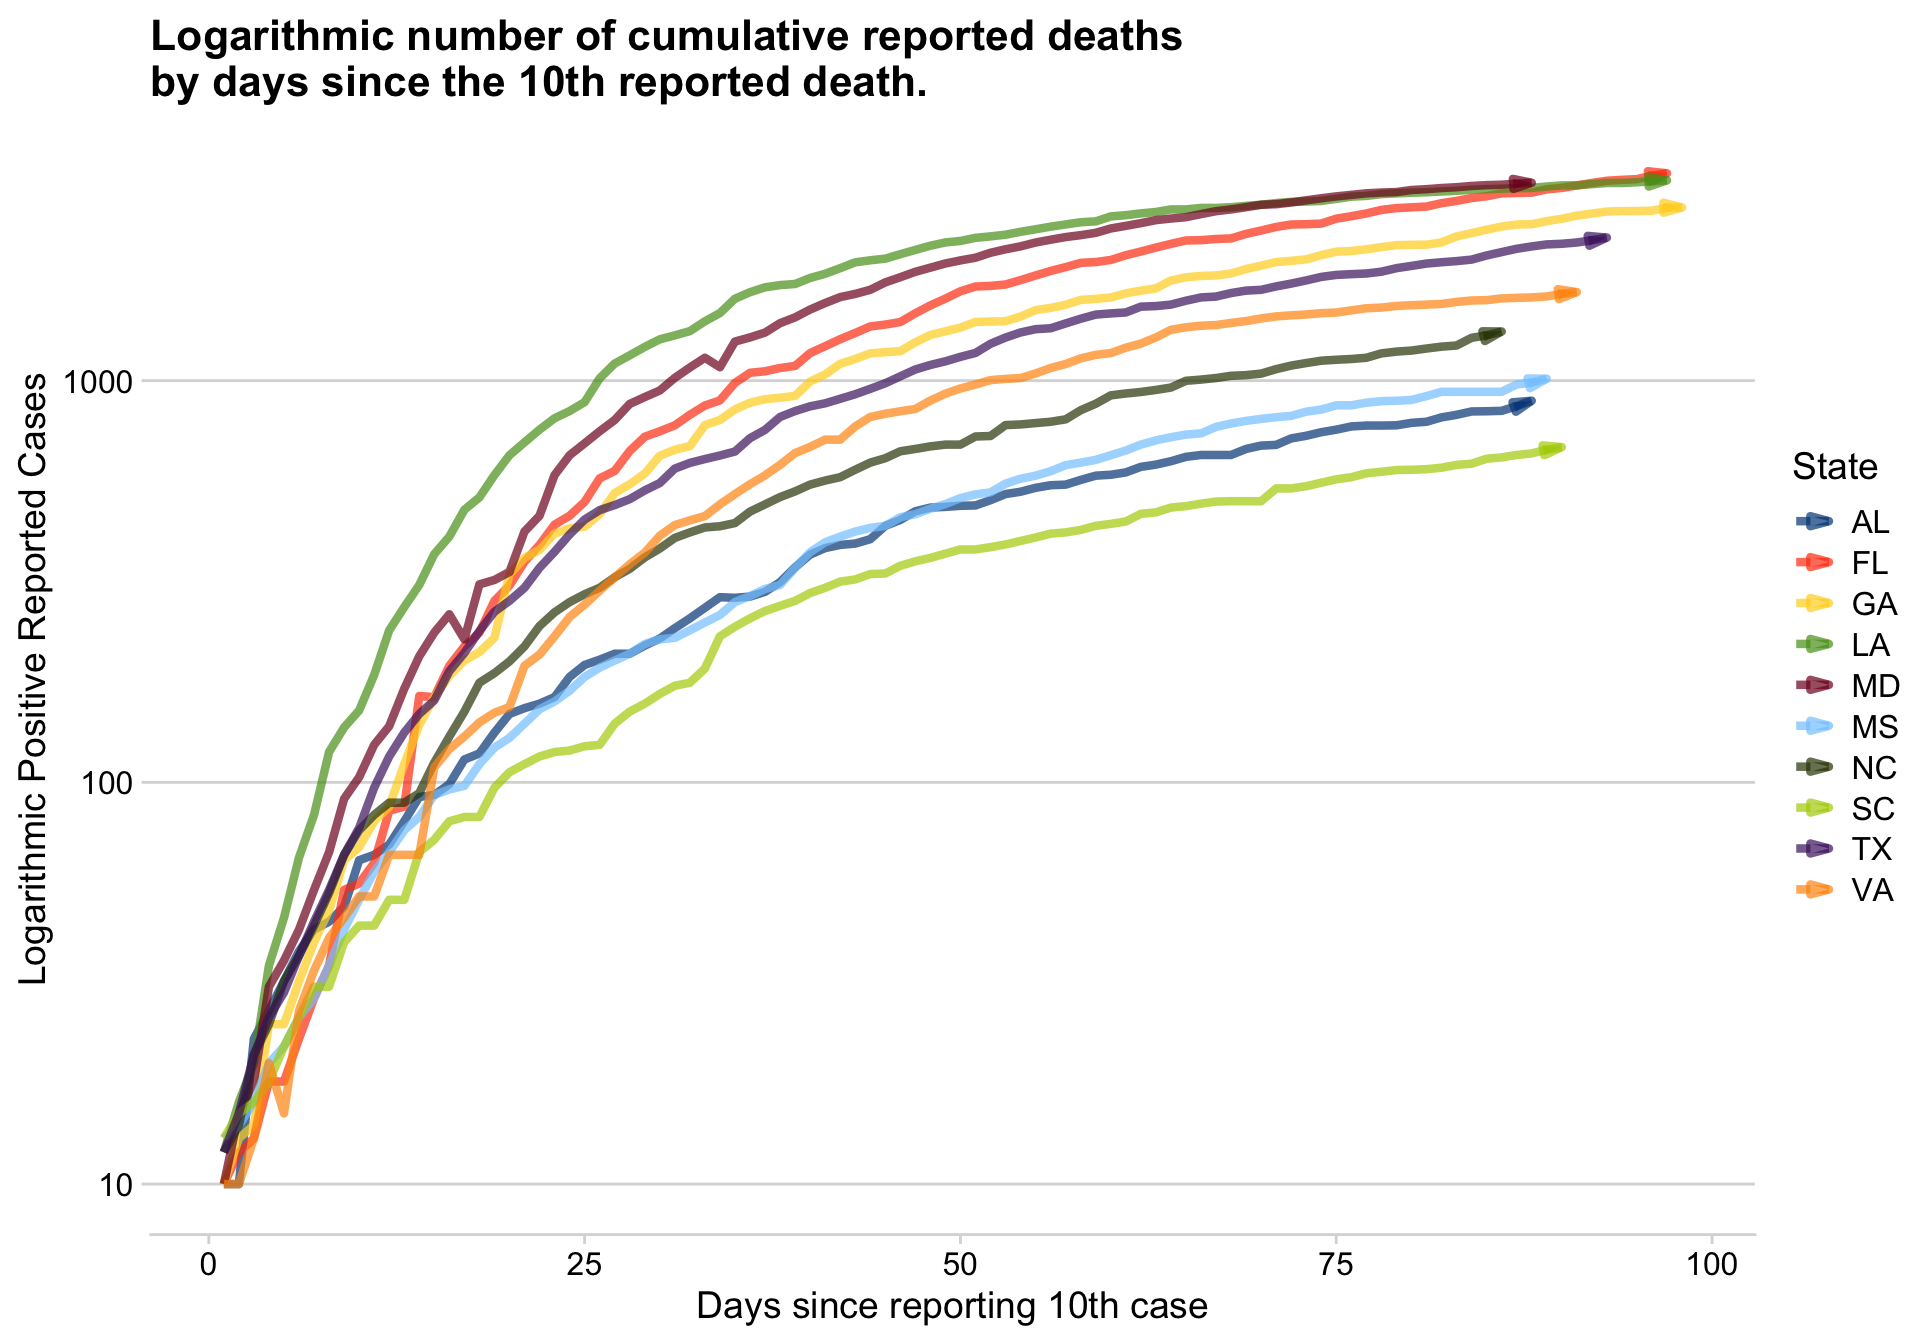 Logarithmic number of cumulative reported deaths
by days since the 10th reported death.
Logarithmic Positive Reported Cases
1000
100
10
0 25 50 75 100
Days since reporting 10th case
State
AL
FL
GA
LA
MD
MS
NC
SC
TX
VA